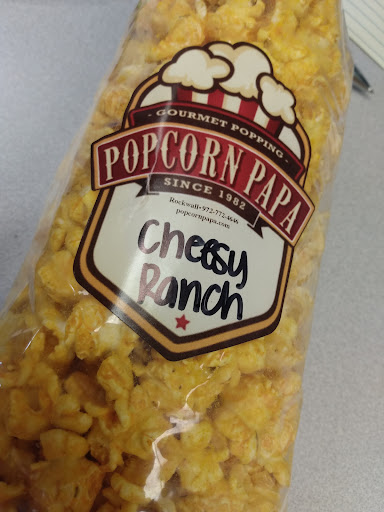 - GOURMET POPPING -
POPCORN PAPA
SINCE 1982
Rockwall•972-772-4646
popcornpapa.com
Cheesy
Ranch